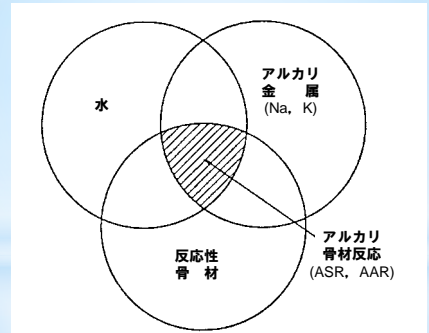 水
アルカリ
金属
(Na, K)
反応性
骨材
アルカリ
骨材反応
(ASR, AAR)